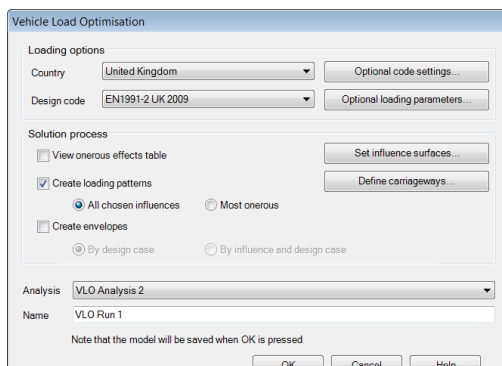 Vehicle Load Optimisation
Loading options
Country United Kingdom Optional code settings...
Design code EN1991-2 UK 2009 Optional loading parameters...
Solution process
View onerous effects table Set influence surfaces...
Create loading patterns Define carriageways...
All chosen influences Most onerous
Create envelopes
By design case By influence and design case
Analysis VLO Analysis 2
Name VLO Run 1
Note that the model will be saved when OK is pressed
OK Cancel Help